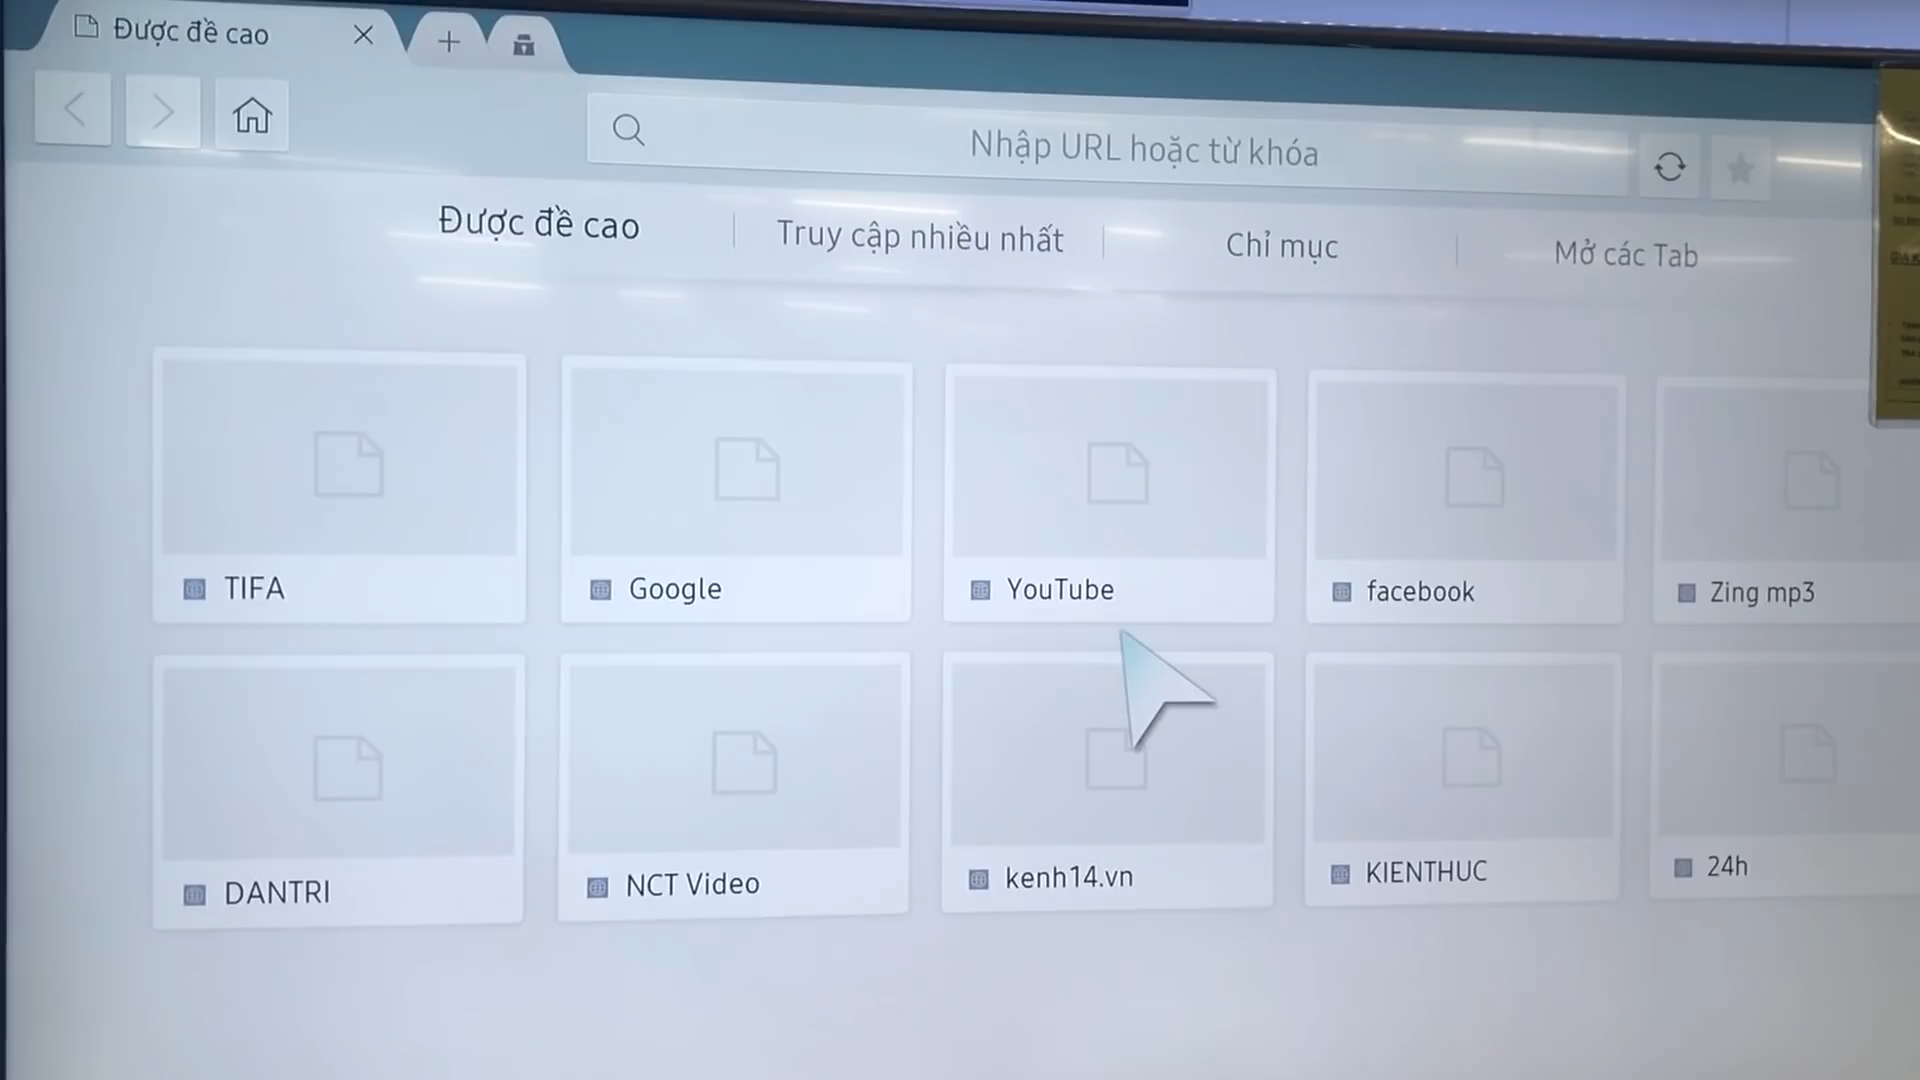 Được đề cao
Nhập URL hoặc từ khóa
Được đề cao
Truy cập nhiều nhất
Chỉ mục
Mở các Tab
TIFA
Google
YouTube
facebook
Zing mp3
DANTRI
NCT Video
kenh14.vn
KIENTHUC
24h